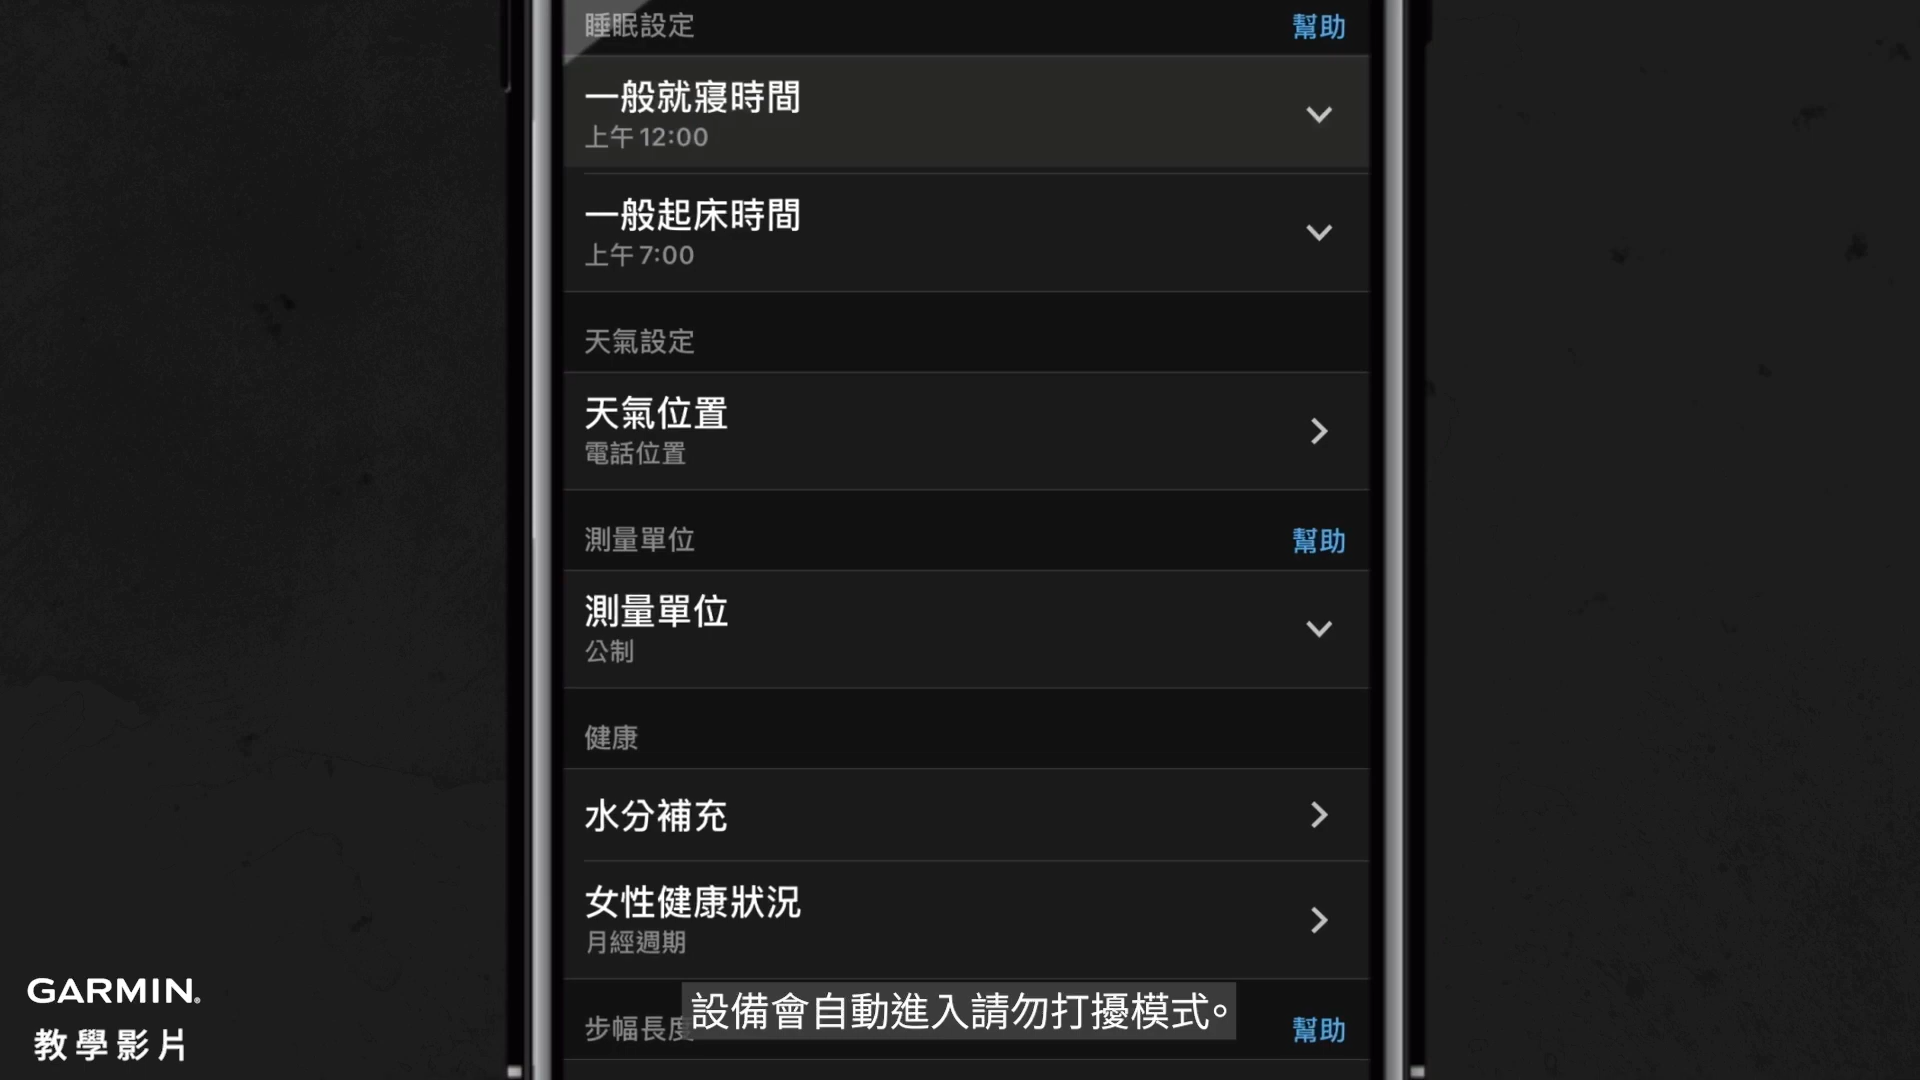 睡眠設定
幫助
一般就寢時間
上午 12:00
一般起床時間
上午 7:00
天氣設定
天氣位置
電話位置
測量單位
幫助
測量單位
公制
健康
水分補充
女性健康狀況
月經週期
步幅長度
幫助
設備會自動進入請勿打擾模式。
GARMIN®
教學影片